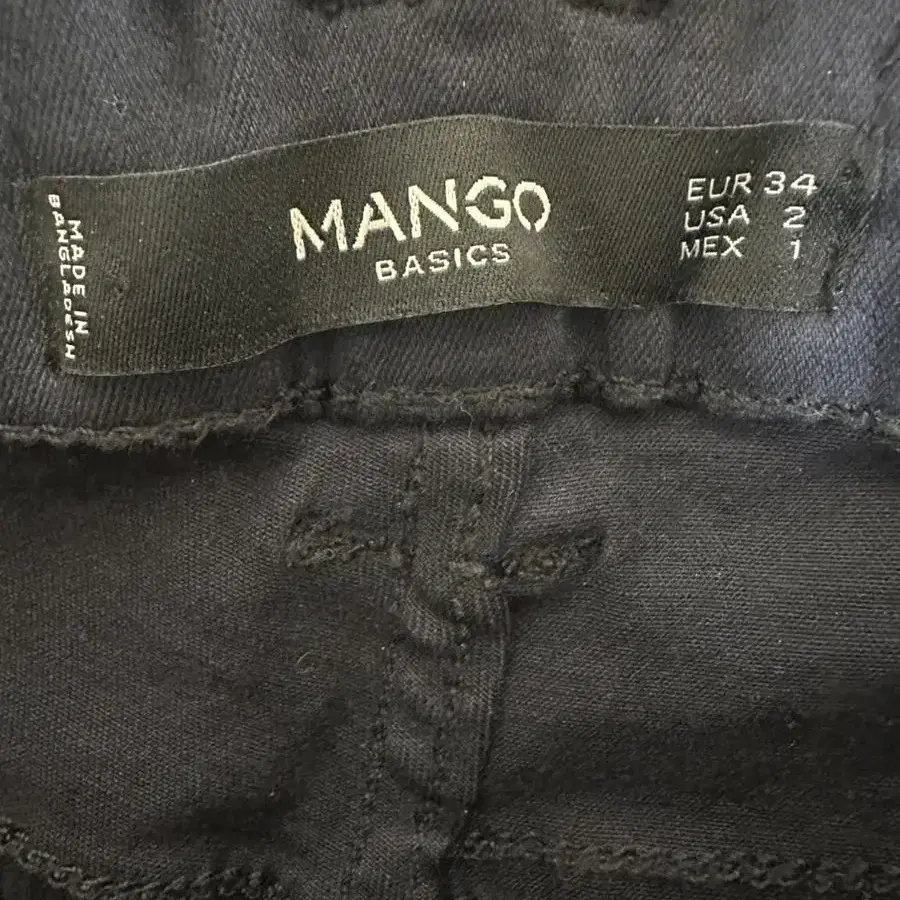 MADE IN
BANGLADESH
MANGO
BASICS
EUR 34
USA 2
MEX 1